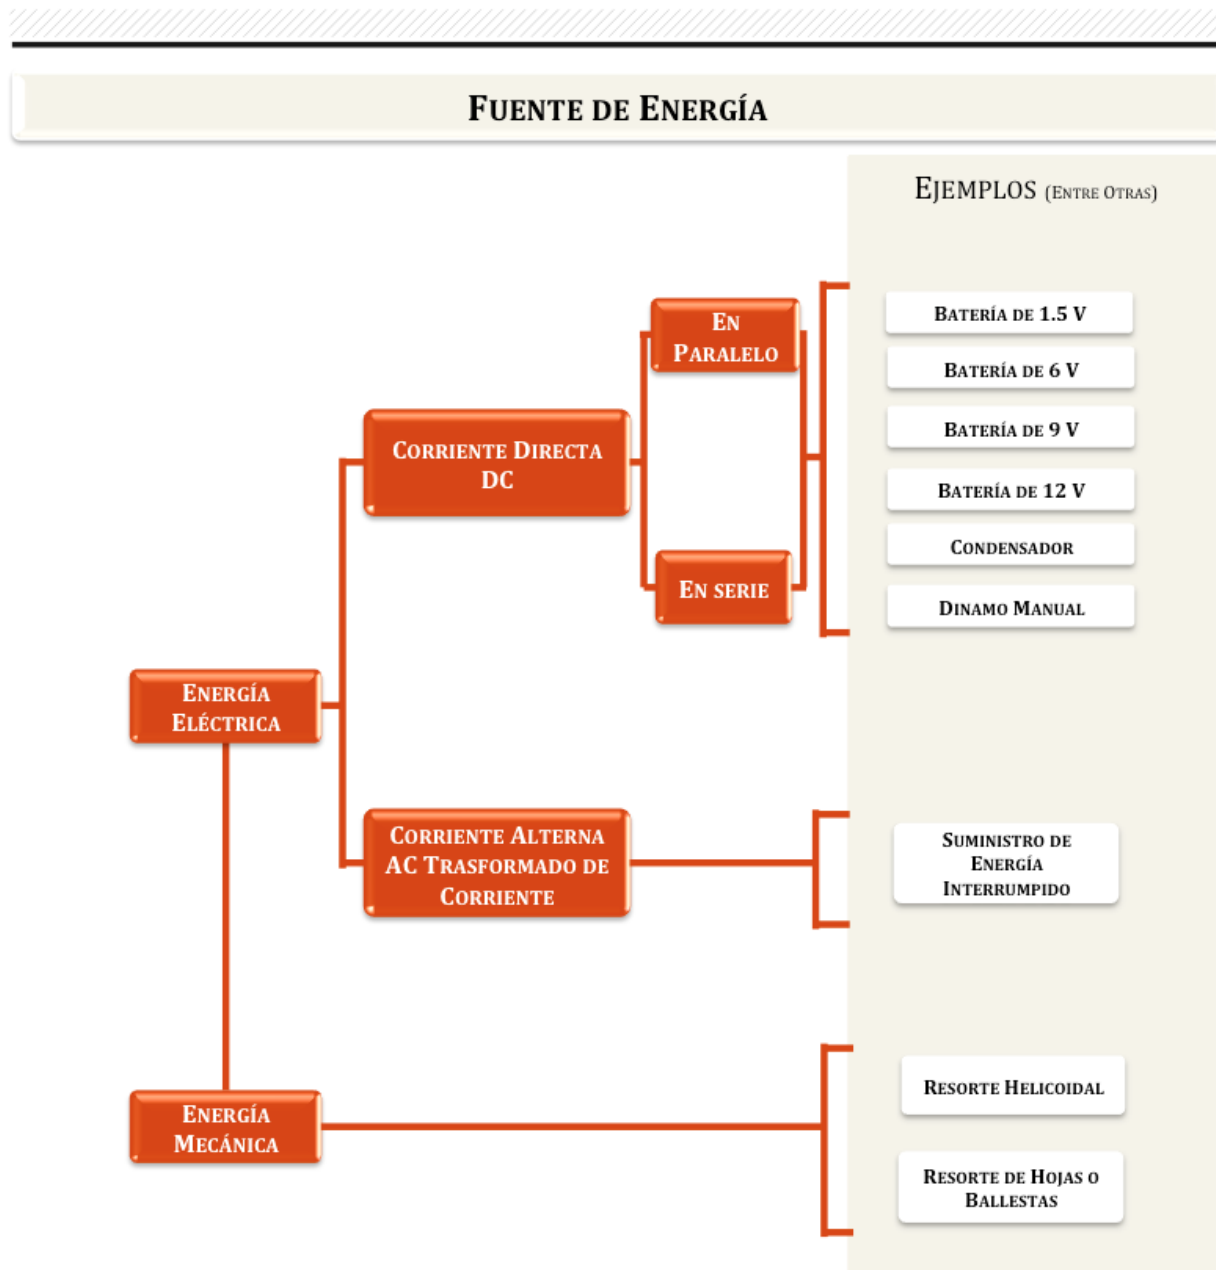 Fuente de Energía
Ejemplos (Entre Otras)
En
Paralelo
Batería de 1.5 V
Batería de 6 V
Batería de 9 V
Batería de 12 V
Condensador
Dinamo Manual
Corriente Directa
DC
En serie
Energía
Eléctrica
Corriente Alterna
AC Trasformado de
Corriente
Suministro de
Energía
Interrumpido
Energía
Mecánica
Resorte Helicoidal
Resorte de Hojas o
Ballestas